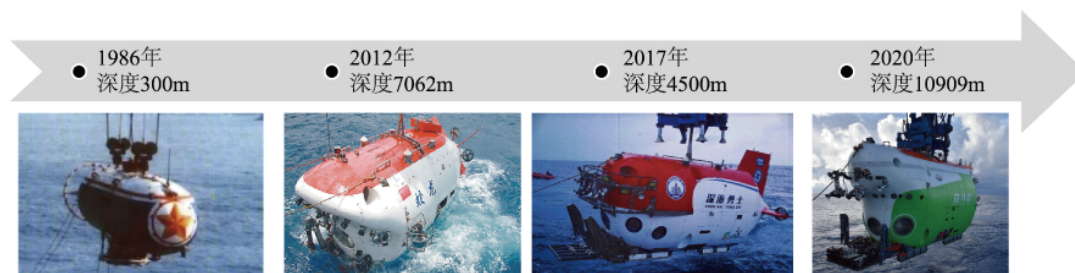 1986年
深度300m
2012年
深度7062m
2017年
深度4500m
2020年
深度10909m
蛟龙
深海勇士